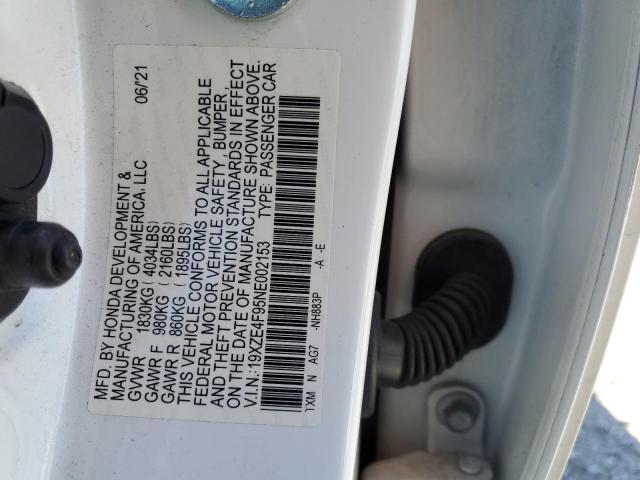 MFD. BY HONDA DEVELOPMENT & 06/21
MANUFACTURING OF AMERICA, LLC
GVWR 1830KG (4034LBS)
GAWR F 980KG (2160LBS)
GAWR R 860KG (1895LBS)
THIS VEHICLE CONFORMS TO ALL APPLICABLE
FEDERAL MOTOR VEHICLE SAFETY, BUMPER,
AND THEFT PREVENTION STANDARDS IN EFFECT
ON THE DATE OF MANUFACTURE SHOWN ABOVE.
V.I.N.:19XZE4F95NE002153 TYPE: PASSENGER CAR
TXM N AG7 -NH883P -A -E